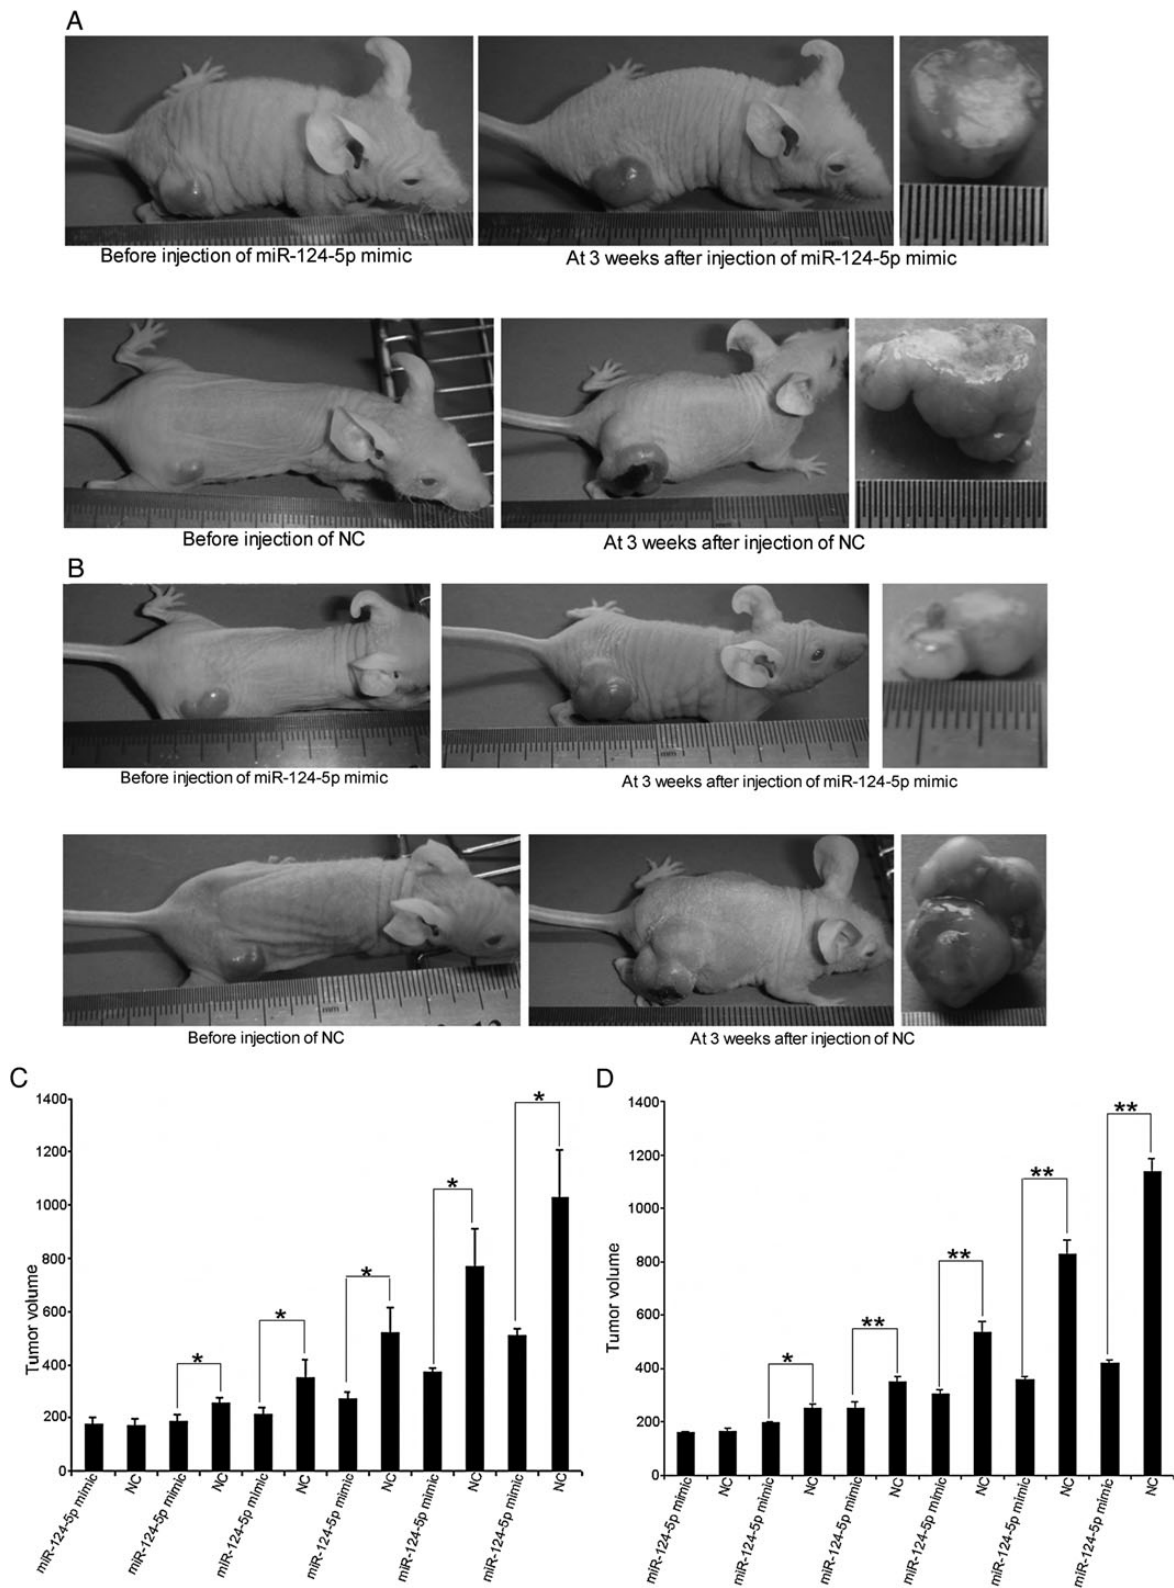 A
Before injection of miR-124-5p mimic
At 3 weeks after injection of miR-124-5p mimic
Before injection of NC
At 3 weeks after injection of NC
B
Before injection of miR-124-5p mimic
At 3 weeks after injection of miR-124-5p mimic
mm
mm
Before injection of NC
At 3 weeks after injection of NC
C
Tumor volume
1400
1200
1000
800
600
400
200
0
*
*
*
*
*
miR-124-5p mimic
NC
miR-124-5p mimic
NC
miR-124-5p mimic
NC
miR-124-5p mimic
NC
miR-124-5p mimic
NC
miR-124-5p mimic
NC
D
Tumor volume
1400
1200
1000
800
600
400
200
0
*
**
**
**
**
miR-124-5p mimic
NC
miR-124-5p mimic
NC
miR-124-5p mimic
NC
miR-124-5p mimic
NC
miR-124-5p mimic
NC
miR-124-5p mimic
NC